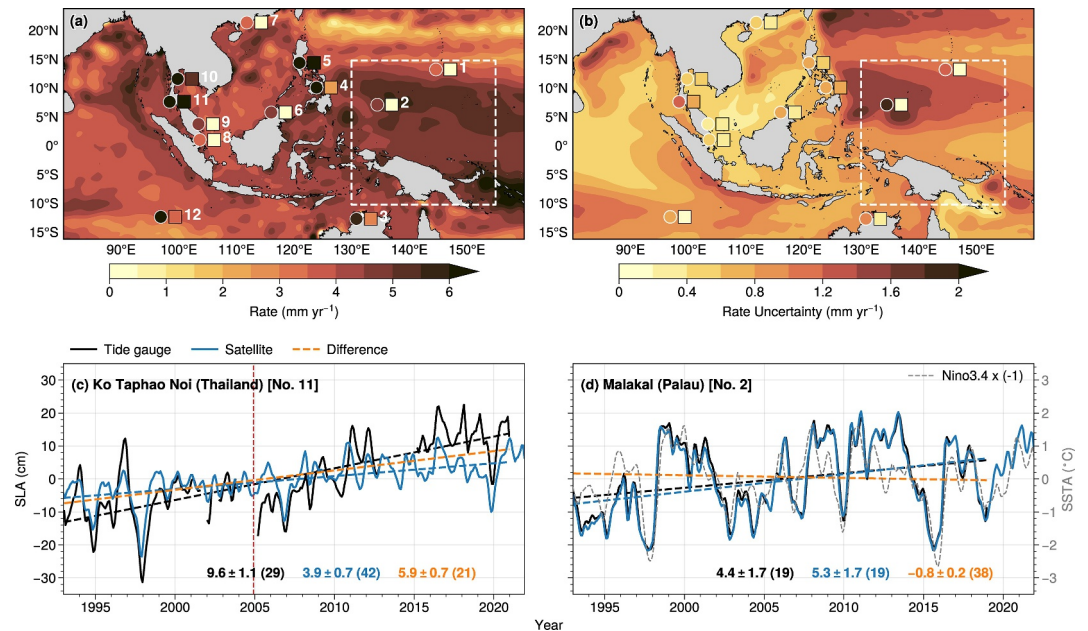 (a)
(b)
20°N
15°N
10°N
5°N
0°
5°S
10°S
15°S
7
5
10
4
1
11
2
6
9
8
12
3
20°N
15°N
10°N
5°N
0°
5°S
10°S
15°S
90°E 100°E 110°E 120°E 130°E 140°E 150°E
90°E 100°E 110°E 120°E 130°E 140°E 150°E
0 1 2 3 4 5 6
Rate (mm yr⁻¹)
0 0.4 0.8 1.2 1.6 2
Rate Uncertainty (mm yr⁻¹)
Tide gauge Satellite Difference
(c) Ko Taphao Noi (Thailand) [No. 11]
SLA (cm)
30
20
10
0
−10
−20
−30
9.6 ± 1.1 (29) 3.9 ± 0.7 (42) 5.9 ± 0.7 (21)
1995 2000 2005 2010 2015 2020
(d) Malakal (Palau) [No. 2]
Nino3.4 x (-1)
3
2
1
0
−1
−2
−3
SSTA (°C)
4.4 ± 1.7 (19) 5.3 ± 1.7 (19) −0.8 ± 0.2 (38)
1995 2000 2005 2010 2015 2020
Year